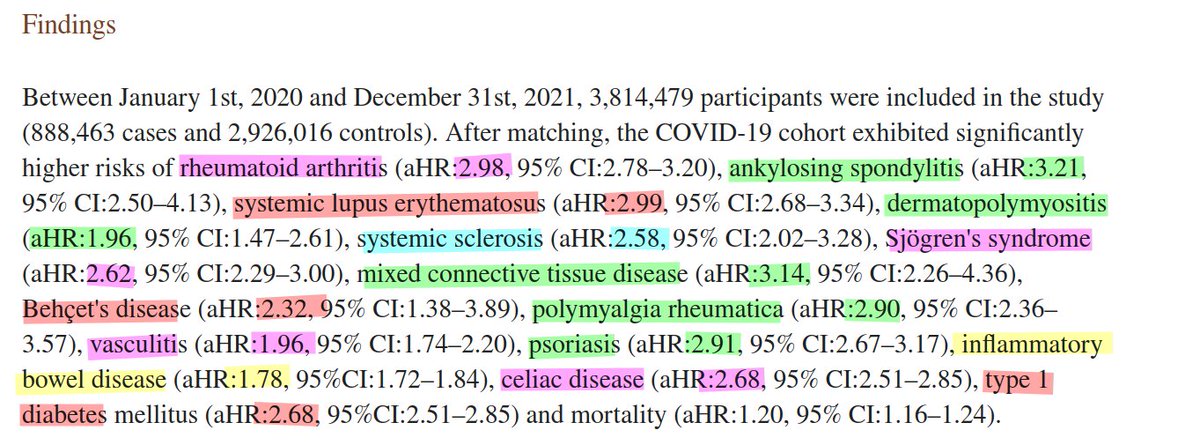 Findings
Between January 1st, 2020 and December 31st, 2021, 3,814,479 participants were included in the study
(888,463 cases and 2,926,016 controls). After matching, the COVID-19 cohort exhibited significantly
higher risks of rheumatoid arthritis (aHR:2.98, 95% CI:2.78–3.20), ankylosing spondylitis (aHR:3.21,
95% CI:2.50–4.13), systemic lupus erythematosus (aHR:2.99, 95% CI:2.68–3.34), dermatopolymyositis
(aHR:1.96, 95% CI:1.47–2.61), systemic sclerosis (aHR:2.58, 95% CI:2.02–3.28), Sjögren's syndrome
(aHR:2.62, 95% CI:2.29–3.00), mixed connective tissue disease (aHR:3.14, 95% CI:2.26–4.36),
Behçet's disease (aHR:2.32, 95% CI:1.38–3.89), polymyalgia rheumatica (aHR:2.90, 95% CI:2.36–
3.57), vasculitis (aHR:1.96, 95% CI:1.74–2.20), psoriasis (aHR:2.91, 95% CI:2.67–3.17), inflammatory
bowel disease (aHR:1.78, 95%CI:1.72–1.84), celiac disease (aHR:2.68, 95% CI:2.51–2.85), type 1
diabetes mellitus (aHR:2.68, 95%CI:2.51–2.85) and mortality (aHR:1.20, 95% CI:1.16–1.24).